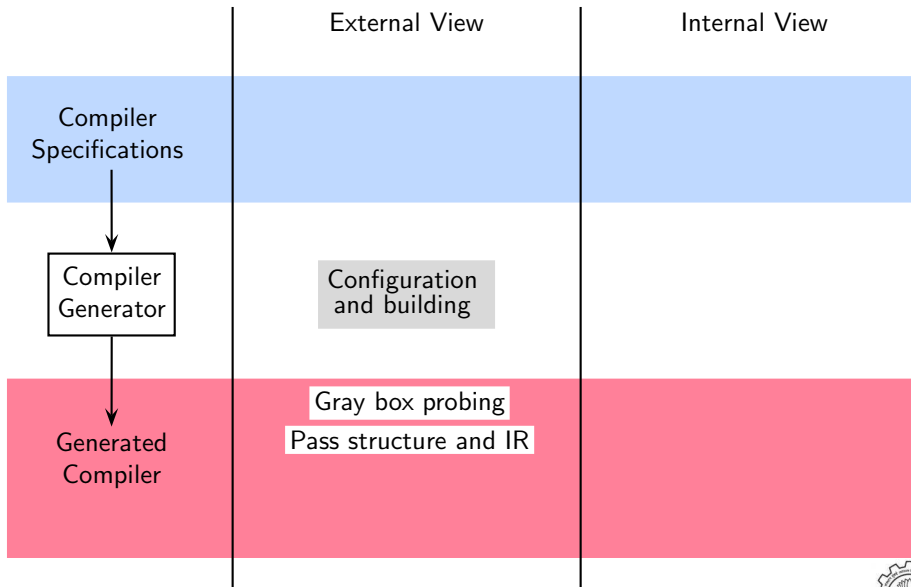 External View
Internal View
Compiler
Specifications
Compiler
Generator
Configuration
and building
Gray box probing
Pass structure and IR
Generated
Compiler